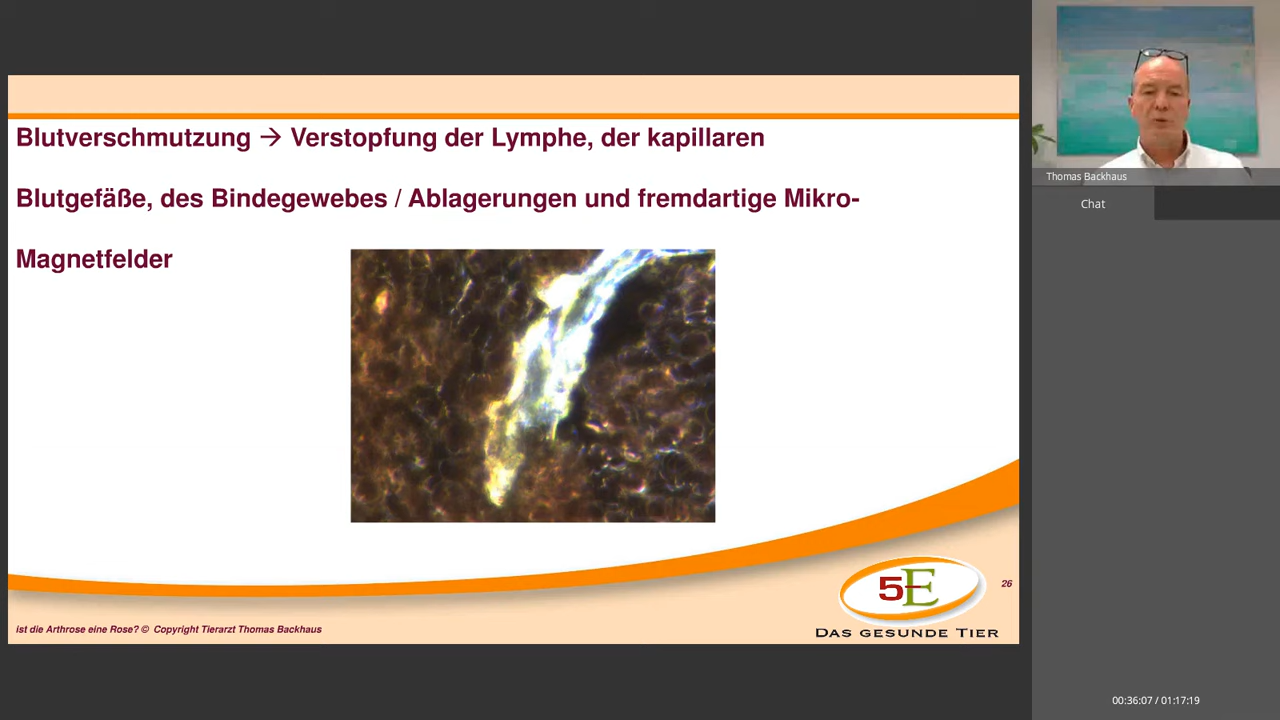 Blutverschmutzung → Verstopfung der Lymphe, der kapillaren
Blutgefäße, des Bindegewebes / Ablagerungen und fremdartige Mikro-
Magnetfelder
Thomas Backhaus
Chat
5E
DAS GESUNDE TIER
26
ist die Arthrose eine Rose? © Copyright Tierarzt Thomas Backhaus
00:36:07 / 01:17:19